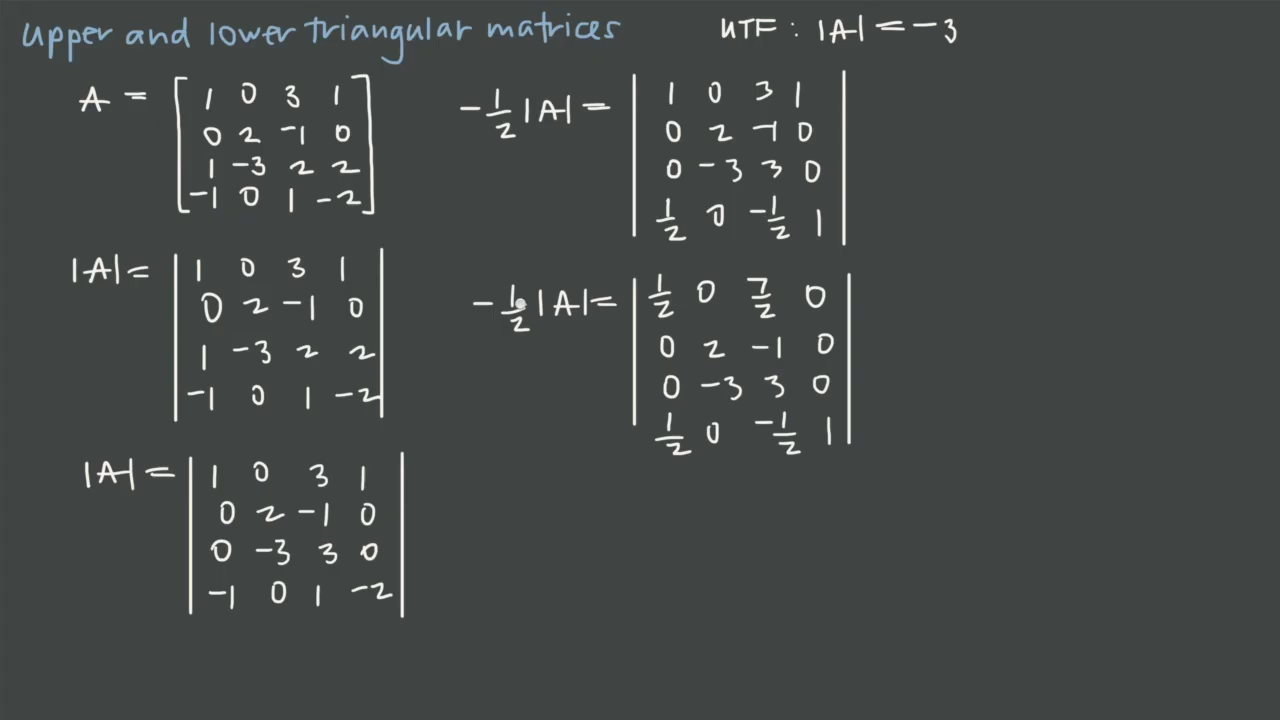 upper and lower triangular matrices
UTF : |A| = -3
A = [ 1 0 3 1
0 2 -1 0
1 -3 2 2
-1 0 1 -2 ]
|A| = | 1 0 3 1
0 2 -1 0
1 -3 2 2
-1 0 1 -2 |
|A| = | 1 0 3 1
0 2 -1 0
0 -3 3 0
-1 0 1 -2 |
-1/2 |A| = | 1 0 3 1
0 2 -1 0
0 -3 3 0
1/2 0 -1/2 1 |
-1/2 |A| = | 1/2 0 7/2 0
0 2 -1 0
0 -3 3 0
1/2 0 -1/2 1 |